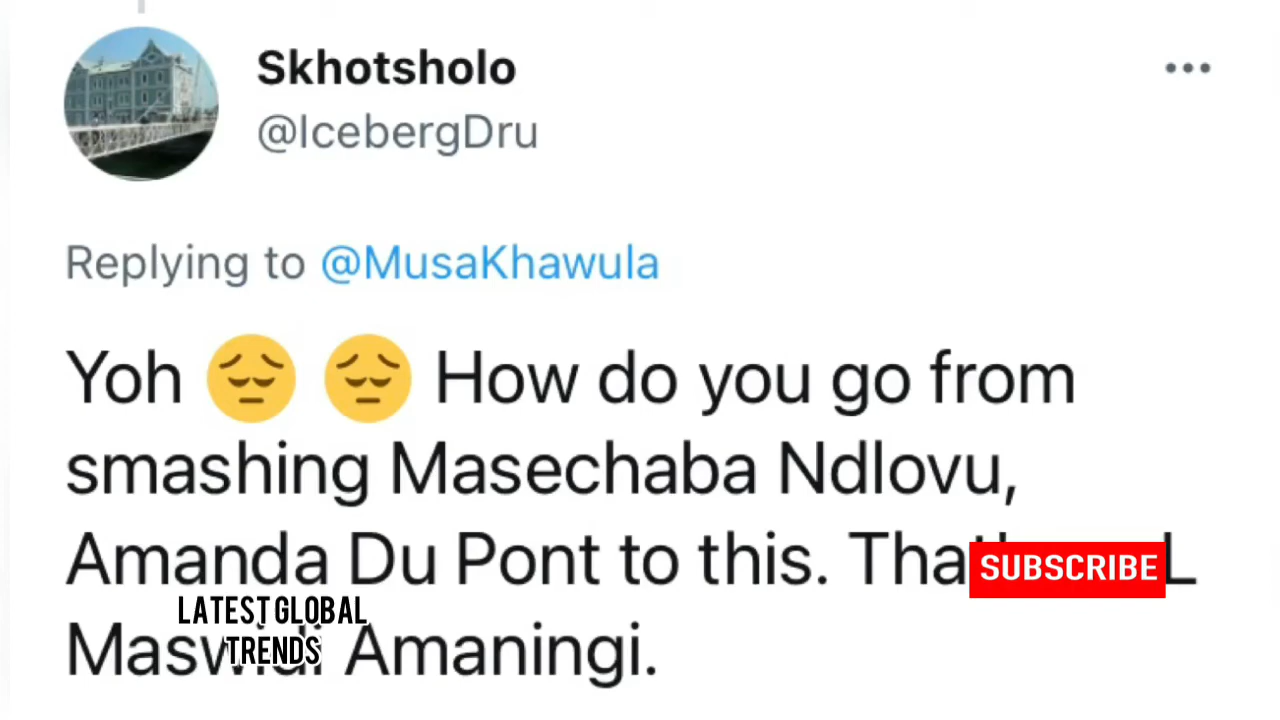 Skhotsholo
@IcebergDru
Replying to @MusaKhawula
Yoh 😔 😔 How do you go from
smashing Masechaba Ndlovu,
Amanda Du Pont to this. L
SUBSCRIBE
LATEST GLOBAL
TRENDS
Maswidi Amaningi.